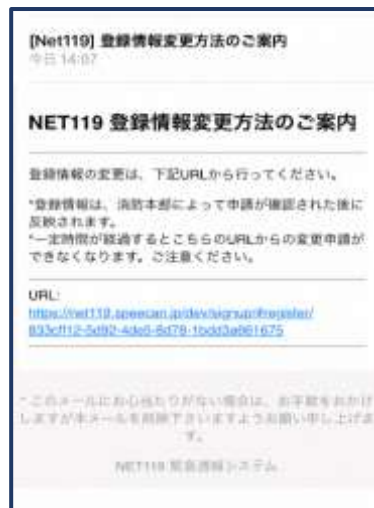 [Net119] 登録情報変更方法のご案内
今日 14:07
NET119 登録情報変更方法のご案内
登録情報の変更は、下記URLから行ってください。
*登録情報は、消防本部によって申請が確認された後に
反映されます。
*一定時間が経過するとこちらのURLからの変更申請が
できなくなります。ご注意ください。
URL:
https://net119.speecan.jp/dev/signup/#register/
*このメールにお心当たりがない場合は、お手数をおかけ
しますが本メールを削除下さいますようお願い申し上げま
す。
NET119 緊急通報システム